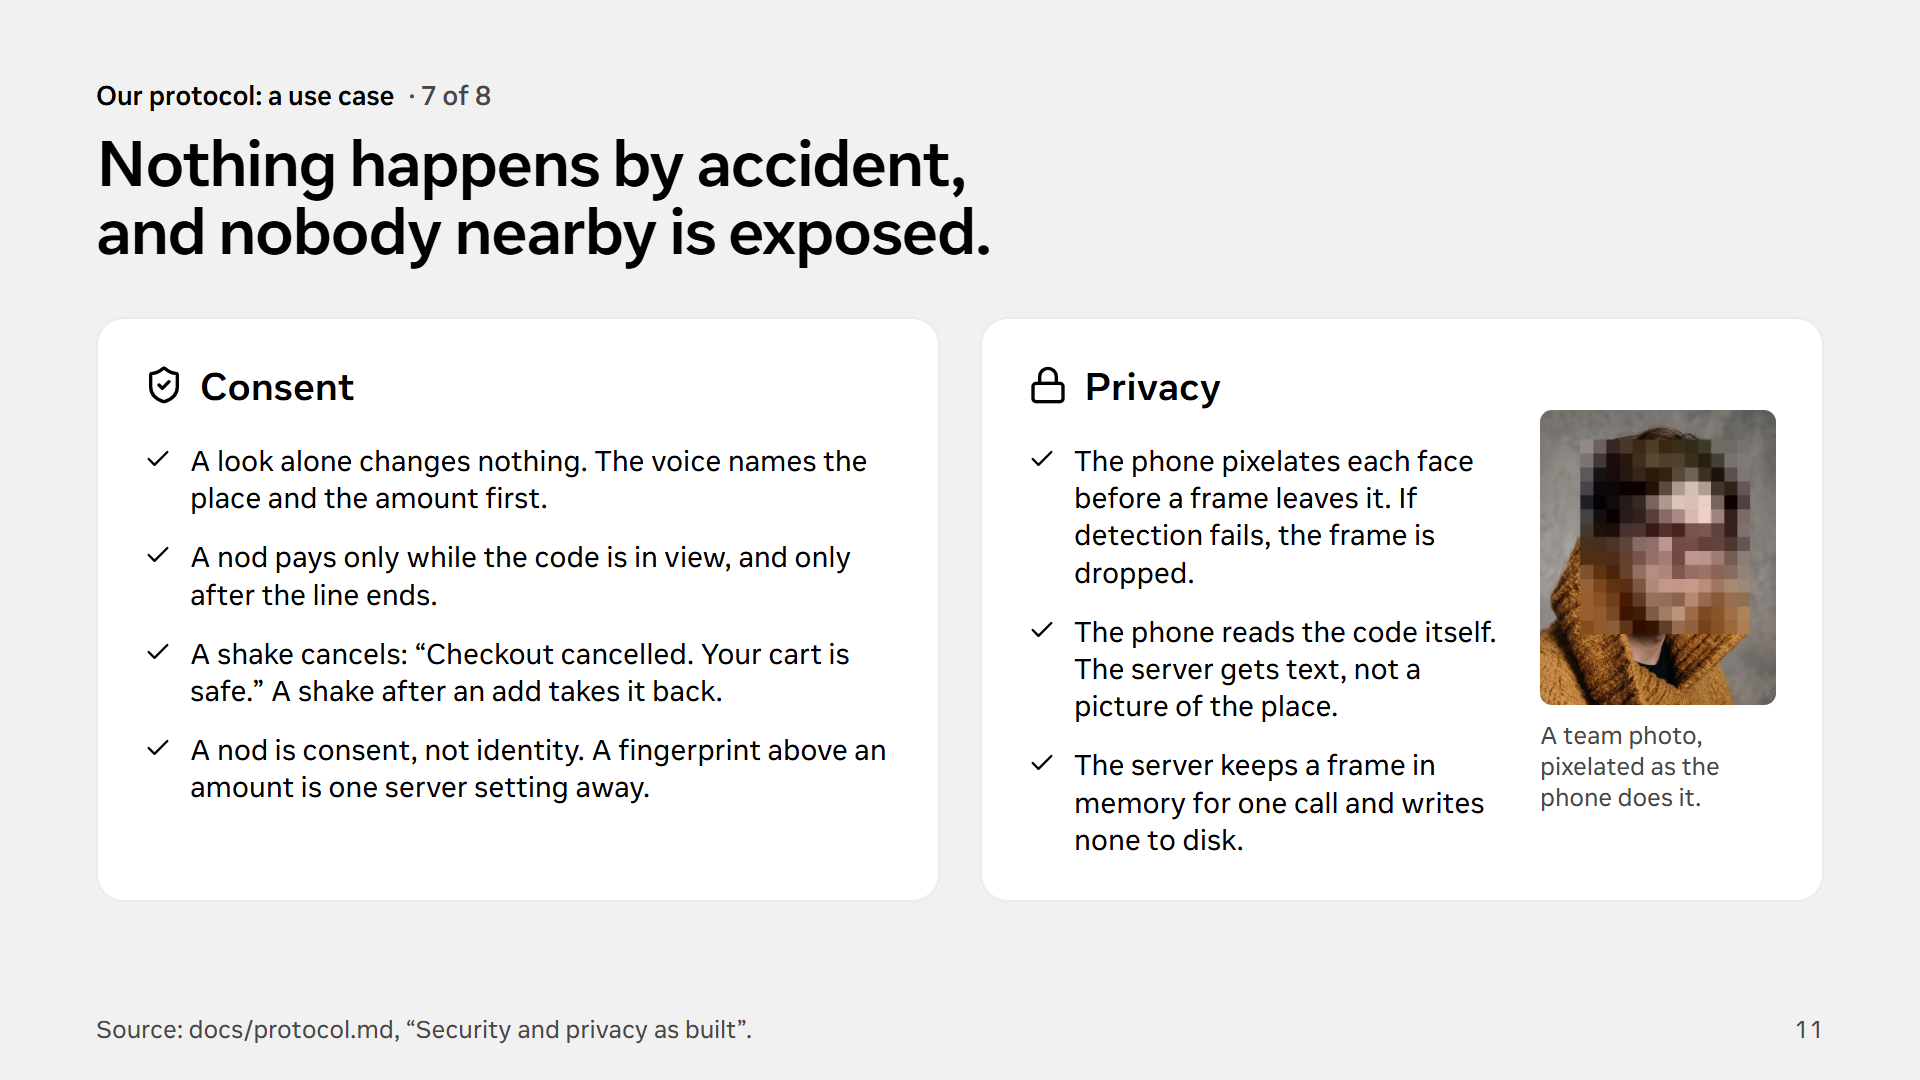 Our protocol: a use case · 7 of 8
Nothing happens by accident,
and nobody nearby is exposed.
Consent
A look alone changes nothing. The voice names the
place and the amount first.
A nod pays only while the code is in view, and only
after the line ends.
A shake cancels: “Checkout cancelled. Your cart is
safe.” A shake after an add takes it back.
A nod is consent, not identity. A fingerprint above an
amount is one server setting away.
Privacy
The phone pixelates each face
before a frame leaves it. If
detection fails, the frame is
dropped.
The phone reads the code itself.
The server gets text, not a
picture of the place.
The server keeps a frame in
memory for one call and writes
none to disk.
A team photo,
pixelated as the
phone does it.
Source: docs/protocol.md, “Security and privacy as built”.
11